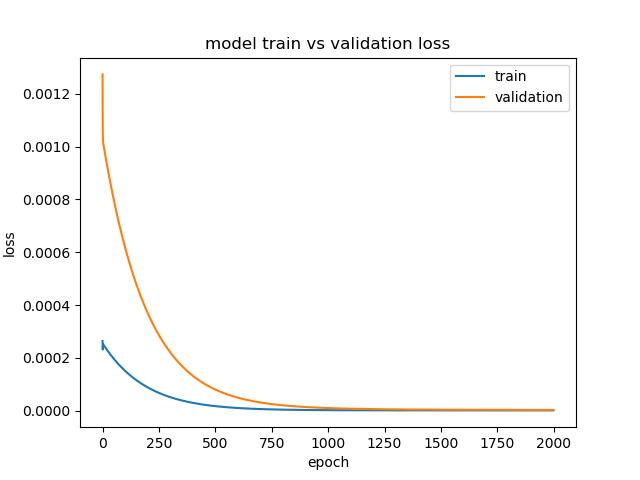 model train vs validation loss
train
validation
0.0012
0.0010
0.0008
0.0006
0.0004
0.0002
0.0000
loss
0 250 500 750 1000 1250 1500 1750 2000
epoch